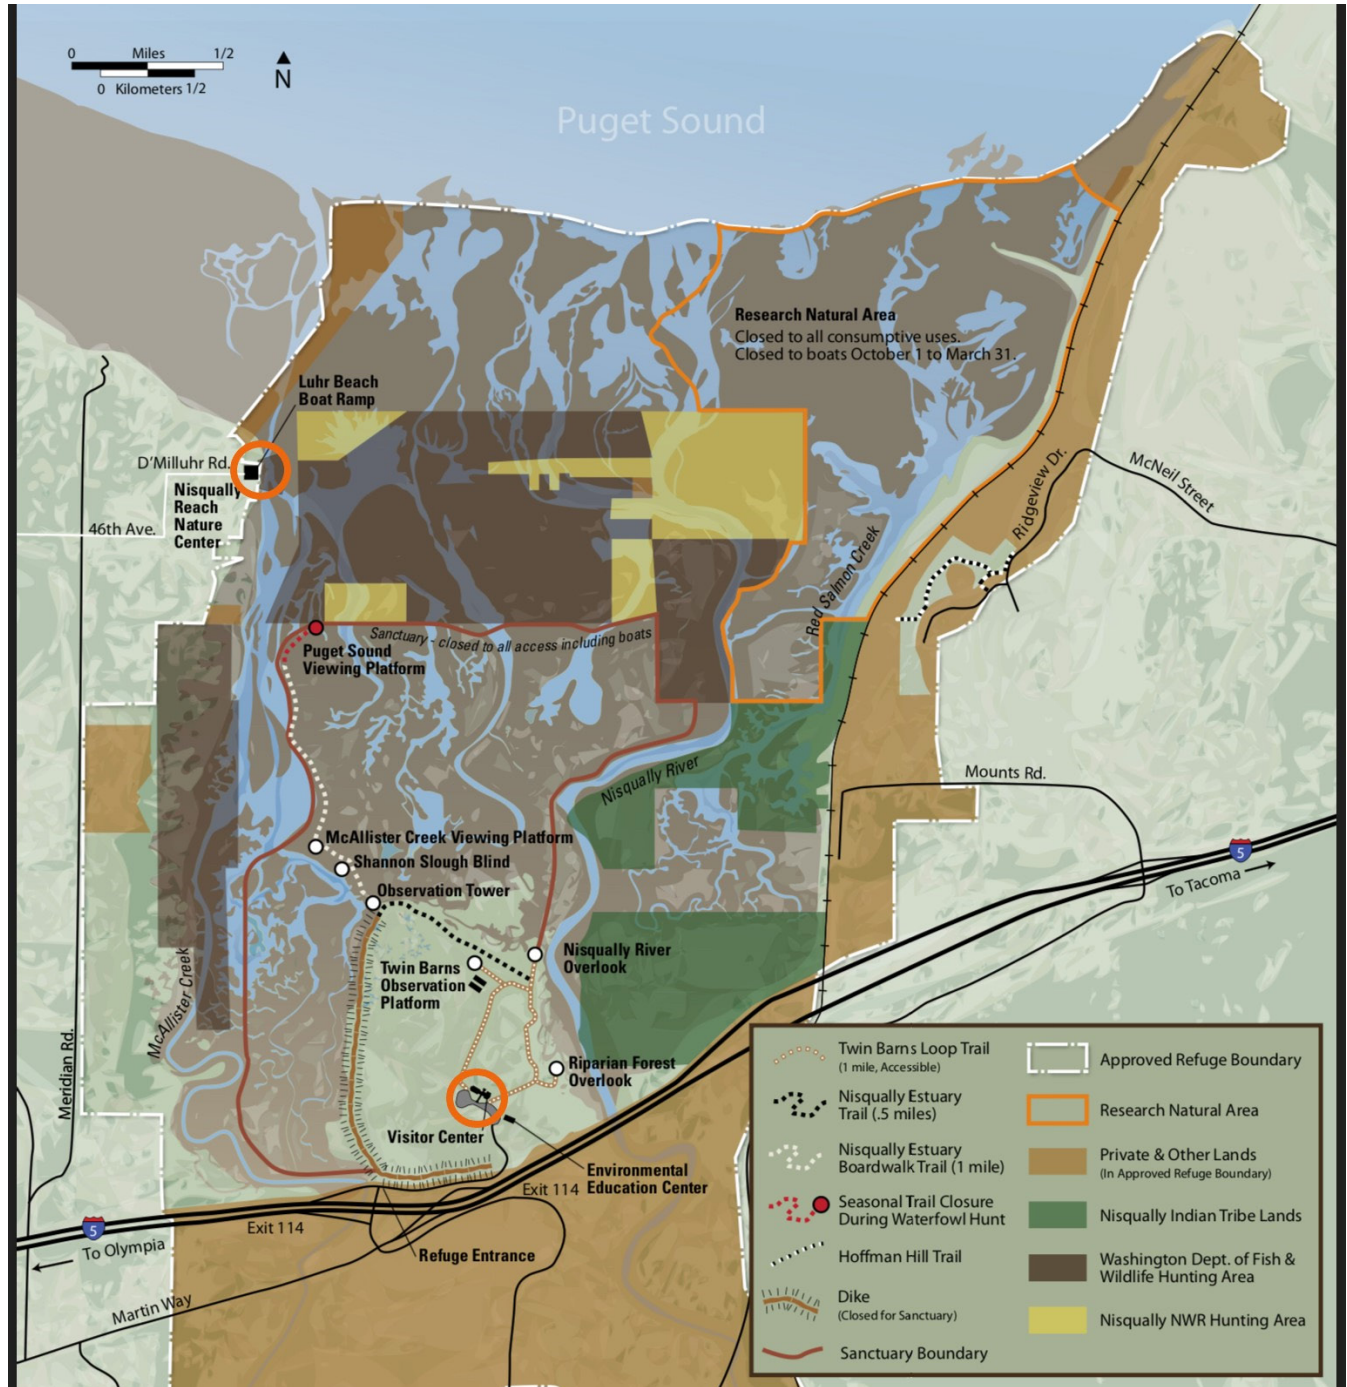 0 Miles 1/2
0 Kilometers 1/2
N
Puget Sound
Research Natural Area
Closed to all consumptive uses.
Closed to boats October 1 to March 31.
Luhr Beach
Boat Ramp
D'Milluhr Rd.
Nisqually
Reach
Nature
Center
46th Ave.
McNeil Street
Ridgeview Dr.
Red Salmon Creek
Sanctuary - closed to all access including boats
Puget Sound
Viewing Platform
Nisqually River
Mounts Rd.
McAllister Creek Viewing Platform
Shannon Slough Blind
Observation Tower
5
To Tacoma
Nisqually River
Overlook
Twin Barns
Observation
Platform
McAllister Creek
Meridian Rd.
Riparian Forest
Overlook
Visitor Center
Environmental
Education Center
Exit 114
Exit 114
5
To Olympia
Refuge Entrance
Martin Way
Twin Barns Loop Trail
(1 mile, Accessible)
Nisqually Estuary
Trail (.5 miles)
Nisqually Estuary
Boardwalk Trail (1 mile)
Seasonal Trail Closure
During Waterfowl Hunt
Hoffman Hill Trail
Dike
(Closed for Sanctuary)
Sanctuary Boundary
Approved Refuge Boundary
Research Natural Area
Private & Other Lands
(In Approved Refuge Boundary)
Nisqually Indian Tribe Lands
Washington Dept. of Fish &
Wildlife Hunting Area
Nisqually NWR Hunting Area